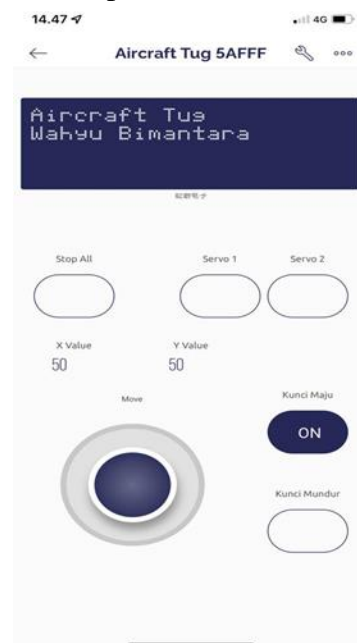 14.47
4G
Aircraft Tug 5AFFF
Aircraft Tug
Wahyu Bimantara
Stop All
Servo 1
Servo 2
X Value
Y Value
50
50
Move
Kunci Maju
ON
Kunci Mundur